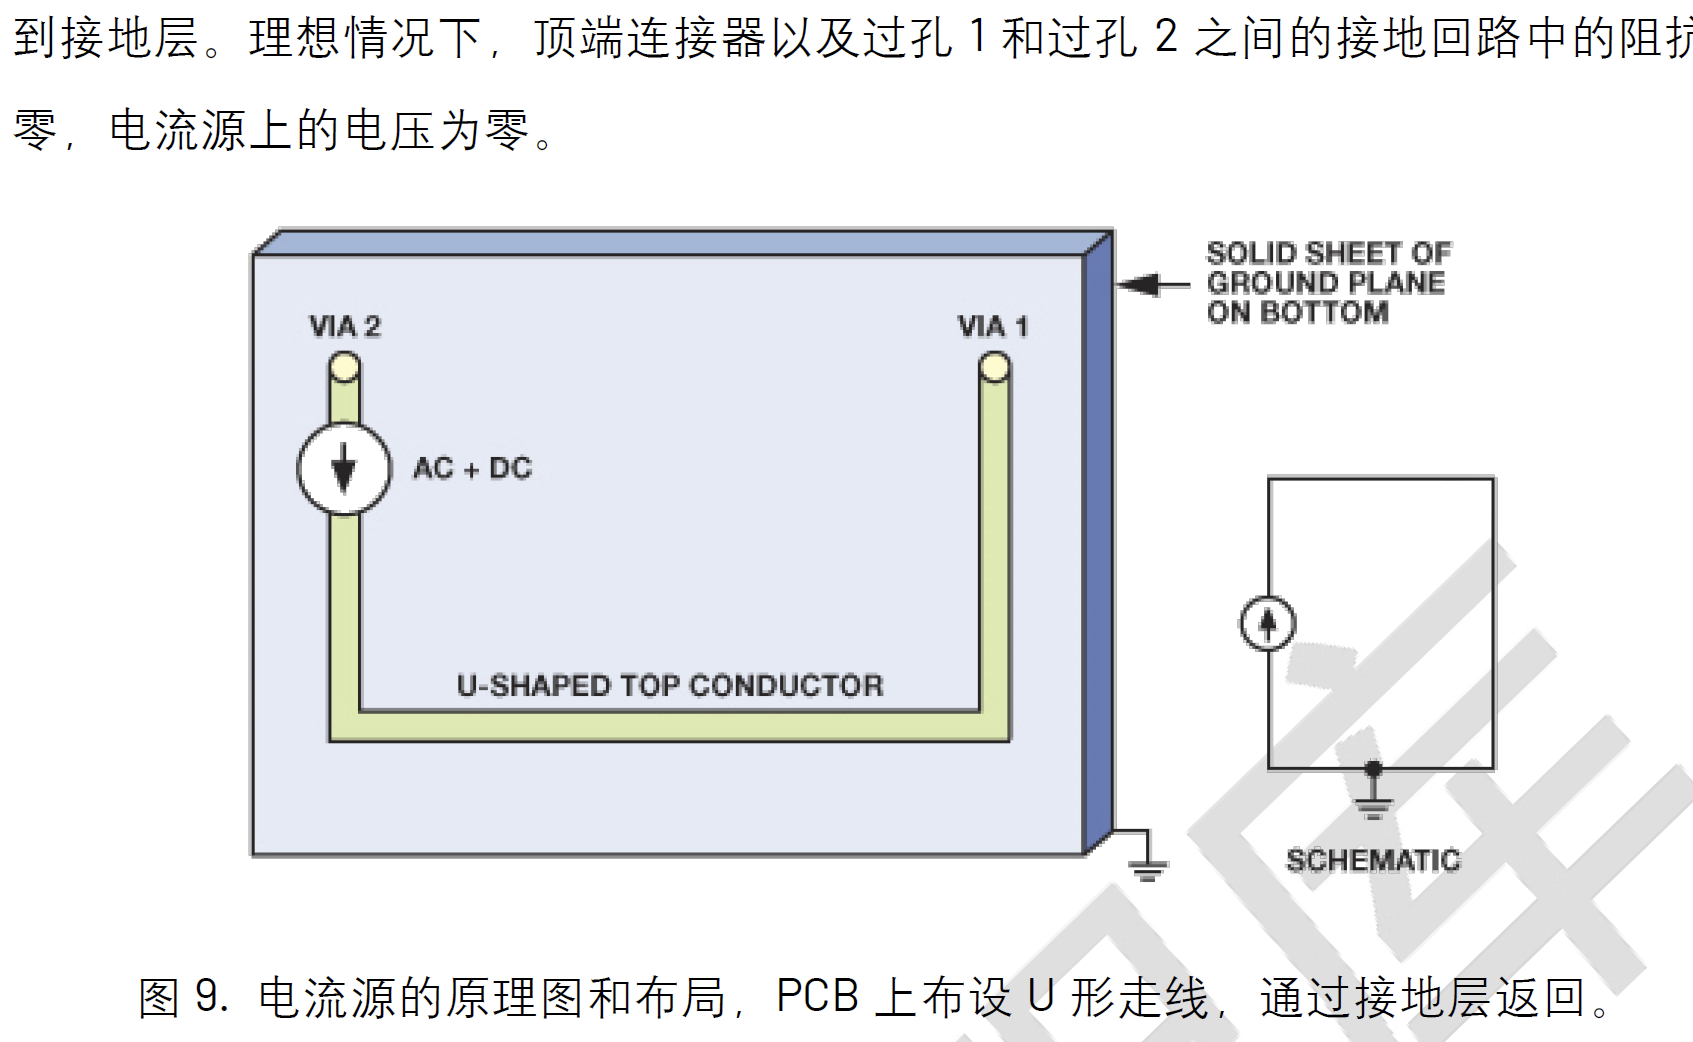 到接地层。理想情况下，顶端连接器以及过孔 1 和过孔 2 之间的接地回路中的阻抗
零，电流源上的电压为零。
SOLID SHEET OF
GROUND PLANE
ON BOTTOM
VIA 2
VIA 1
AC + DC
U-SHAPED TOP CONDUCTOR
SCHEMATIC
图 9. 电流源的原理图和布局，PCB 上布设 U 形走线，通过接地层返回。